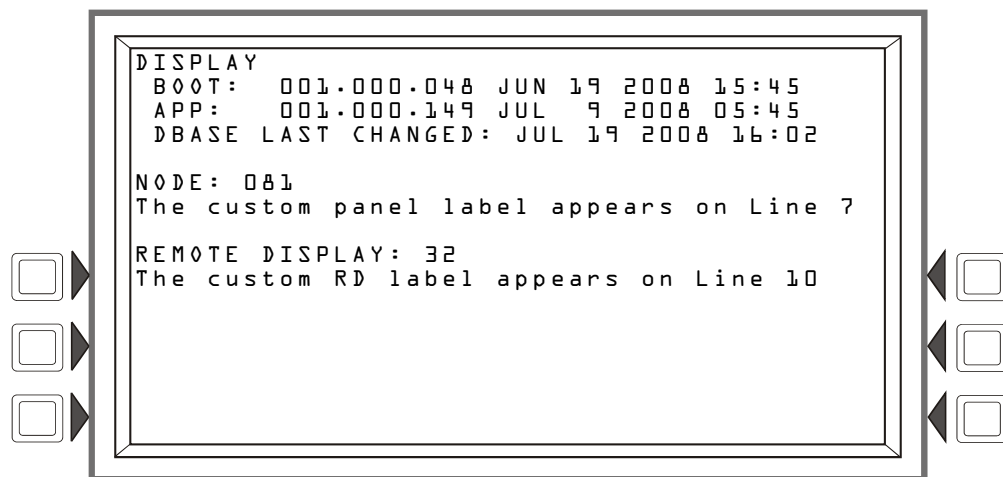 DISPLAY
BOOT: 001.000.048 JUN 19 2008 15:45
APP: 001.000.149 JUL 9 2008 05:45
DBASE LAST CHANGED: JUL 19 2008 16:02
NODE: 081
The custom panel label appears on Line 7
REMOTE DISPLAY: 32
The custom RD label appears on Line 10